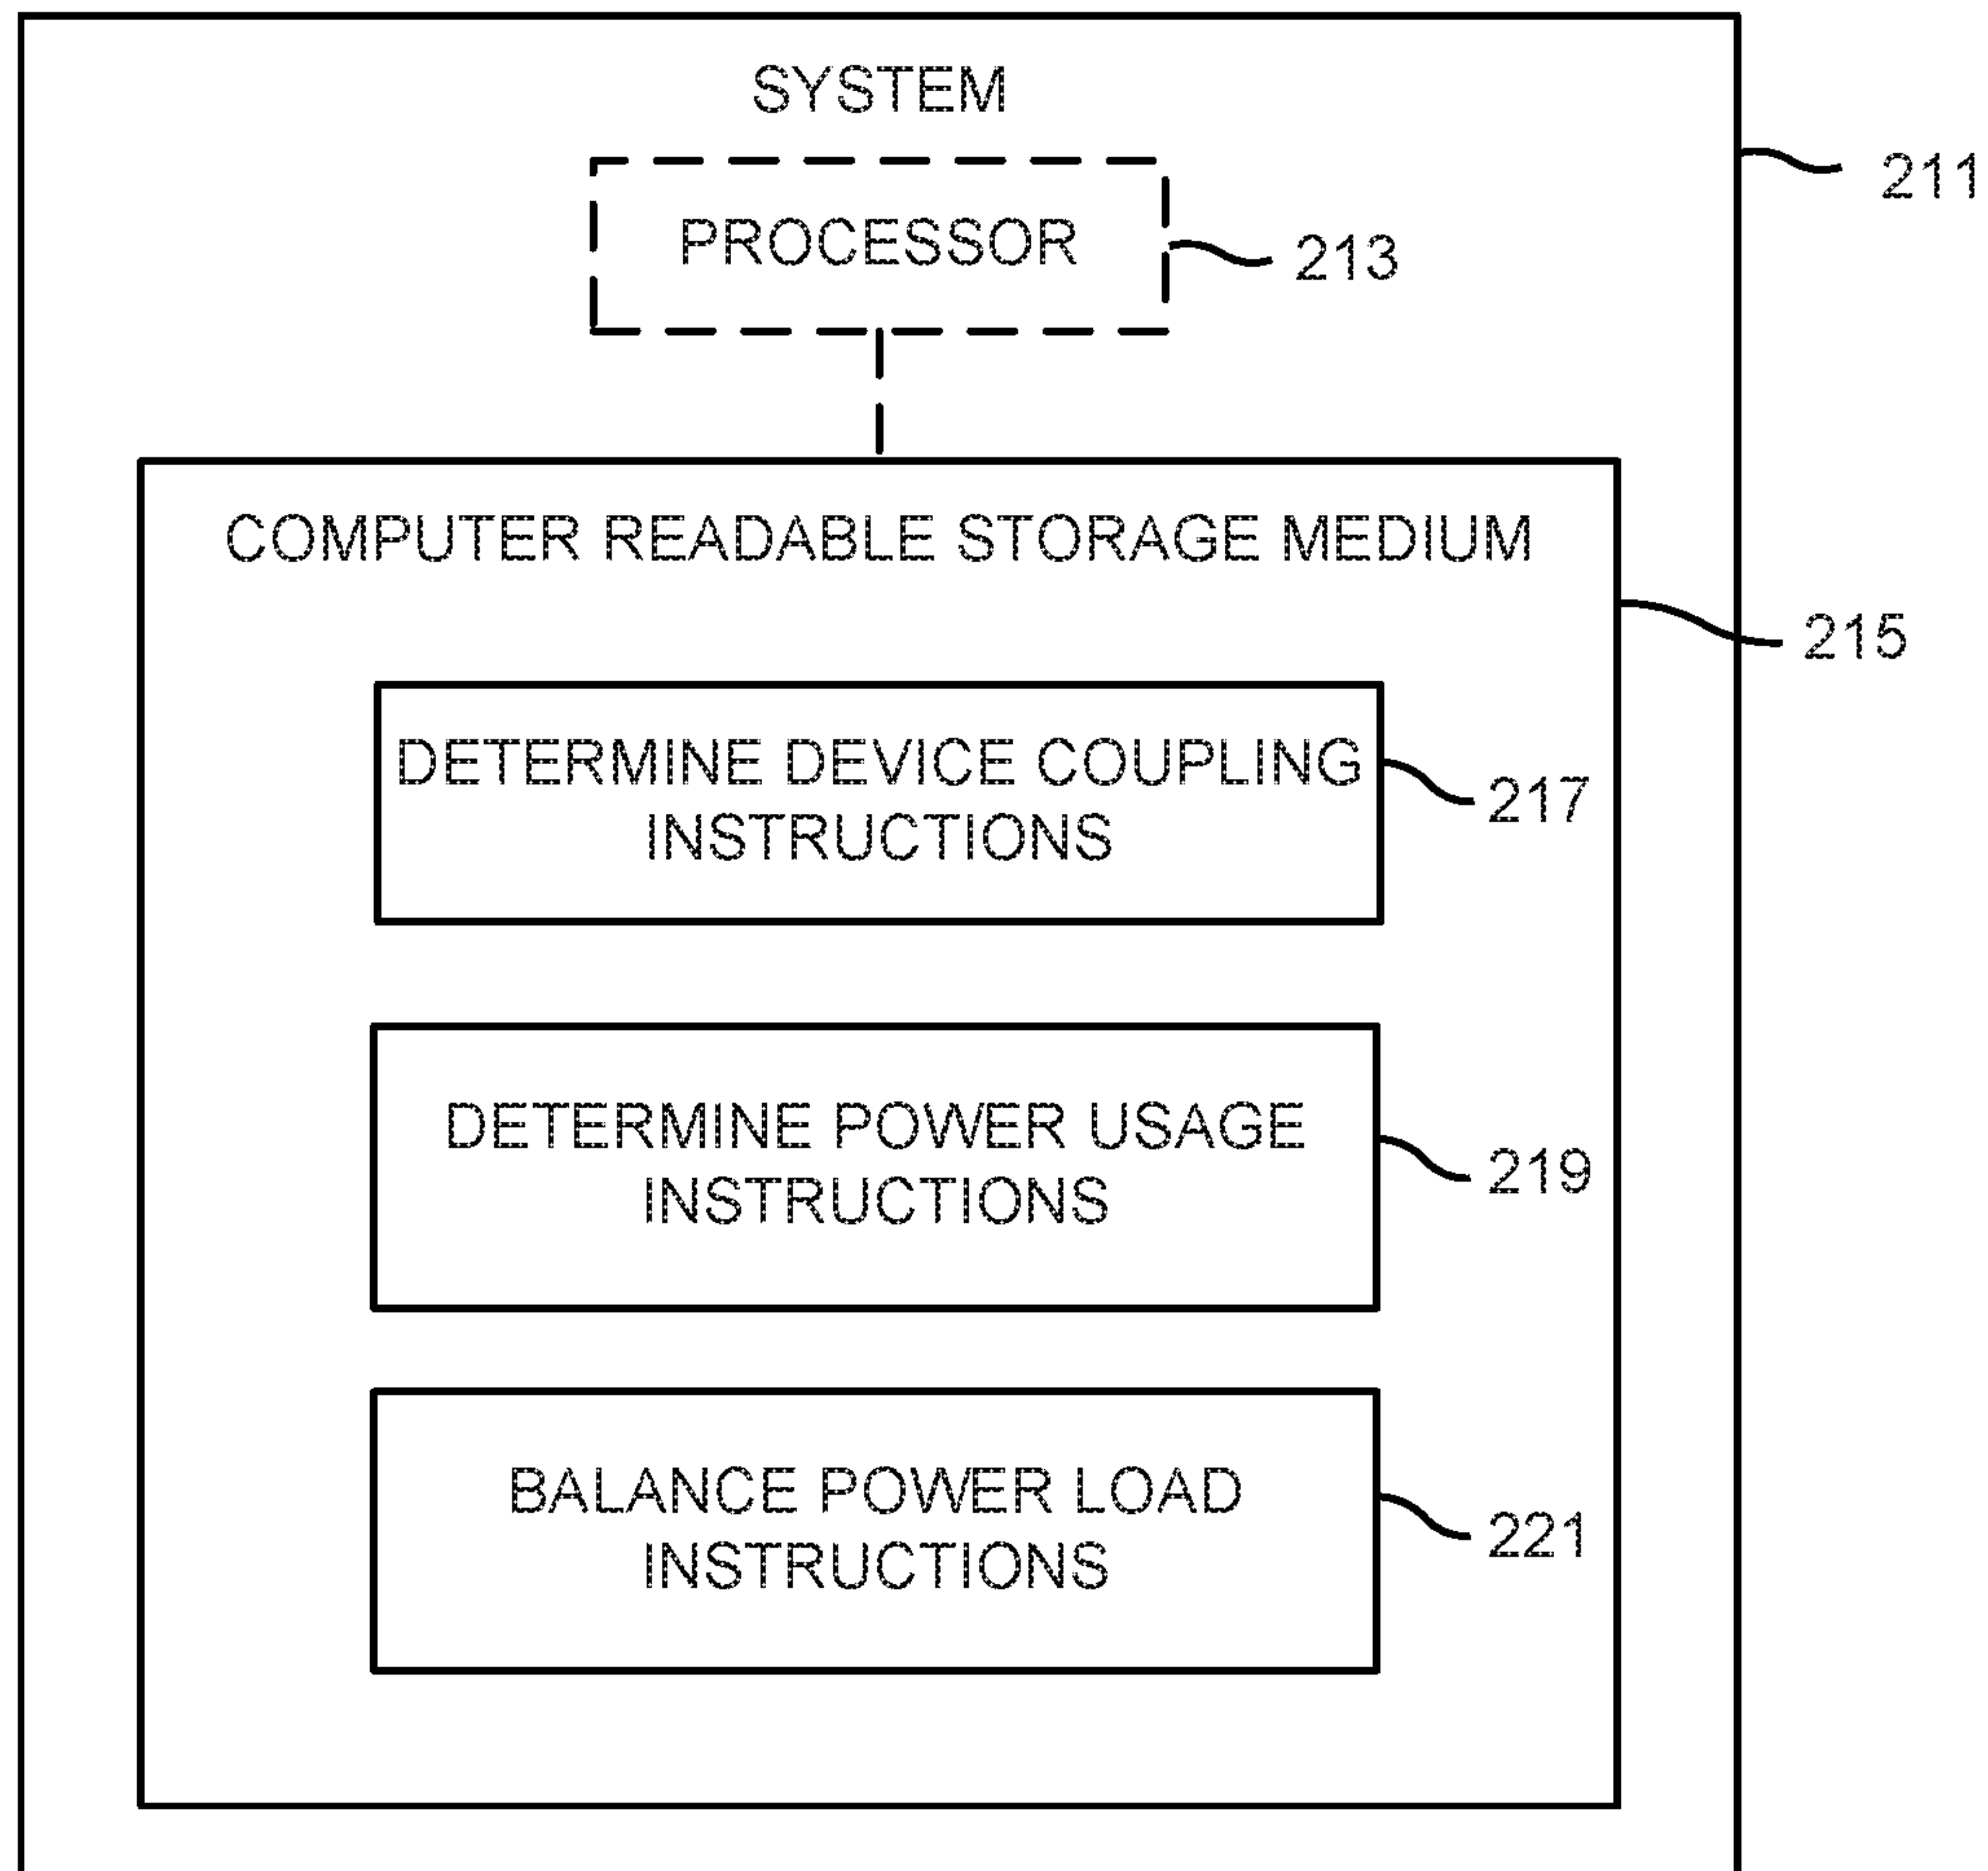 SYSTEM
211
PROCESSOR
213
COMPUTER READABLE STORAGE MEDIUM
215
DETERMINE DEVICE COUPLING
INSTRUCTIONS
217
DETERMINE POWER USAGE
INSTRUCTIONS
219
BALANCE POWER LOAD
INSTRUCTIONS
221